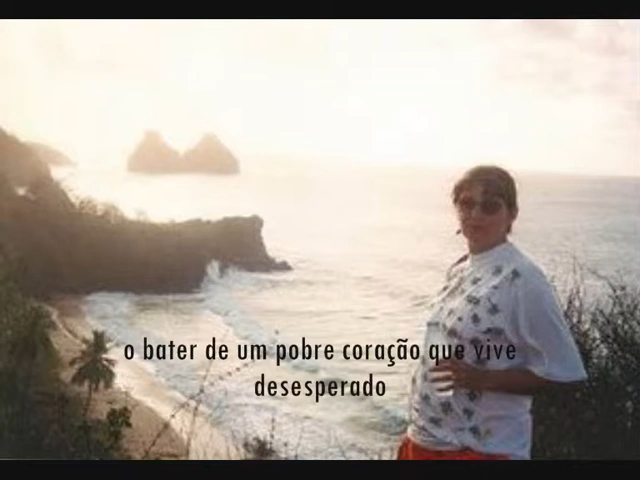 o bater de um pobre coração que vive
desesperado